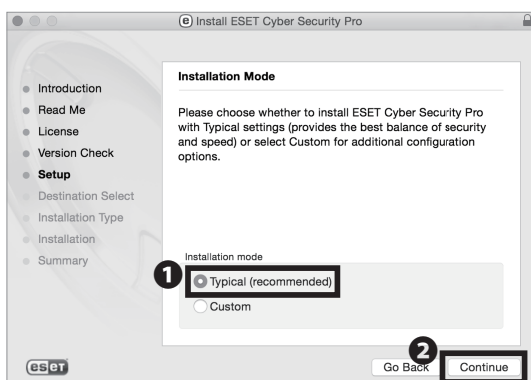 Install ESET Cyber Security Pro
Introduction
Read Me
License
Version Check
Setup
Destination Select
Installation Type
Installation
Summary
Installation Mode
Please choose whether to install ESET Cyber Security Pro
with Typical settings (provides the best balance of security
and speed) or select Custom for additional configuration
options.
Installation mode
1
Typical (recommended)
Custom
2
eset
Go Back
Continue